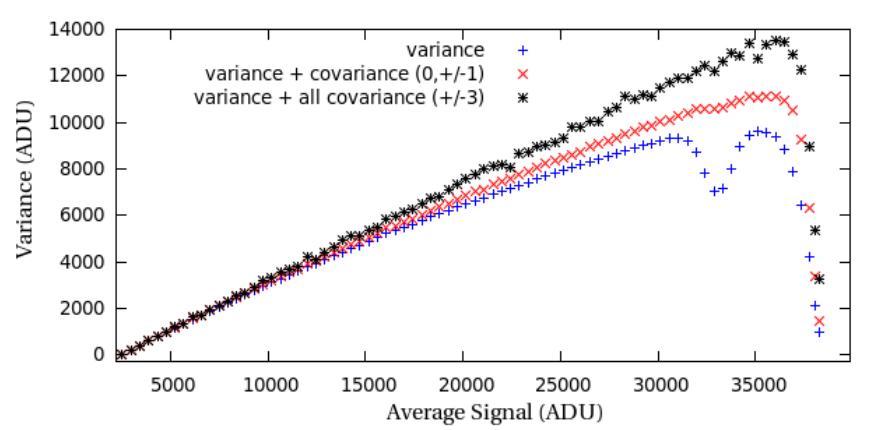 14000
12000
10000
8000
6000
4000
2000
0
Variance (ADU)
variance
variance + covariance (0,+/-1)
variance + all covariance (+/-3)
5000 10000 15000 20000 25000 30000 35000
Average Signal (ADU)